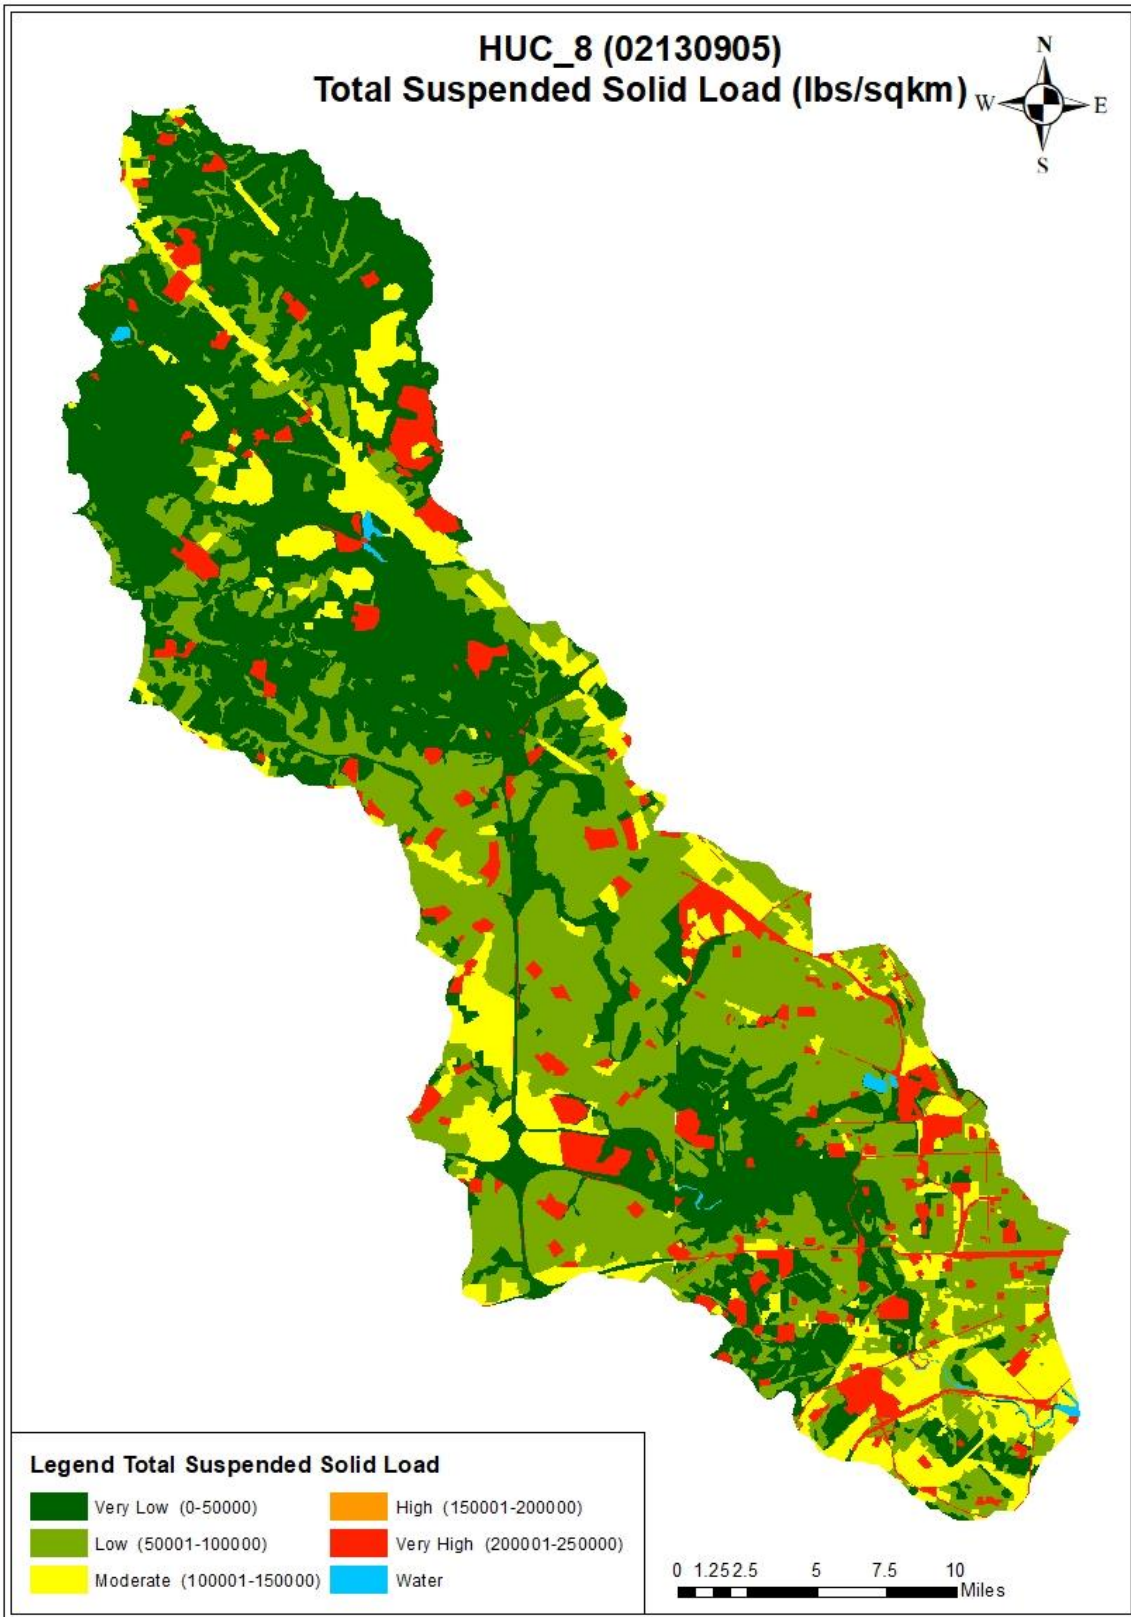 HUC_8 (02130905)
Total Suspended Solid Load (lbs/sqkm)
N
W E
S
Legend Total Suspended Solid Load
Very Low (0-50000)
High (150001-200000)
Low (50001-100000)
Very High (200001-250000)
Moderate (100001-150000)
Water
0 1.25 2.5 5 7.5 10
Miles